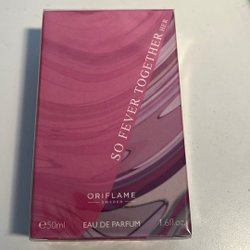 SO FEVER TOGETHER HER
ORIFLAME
SWEDEN
℮50ml EAU DE PARFUM 1.6fl.oz